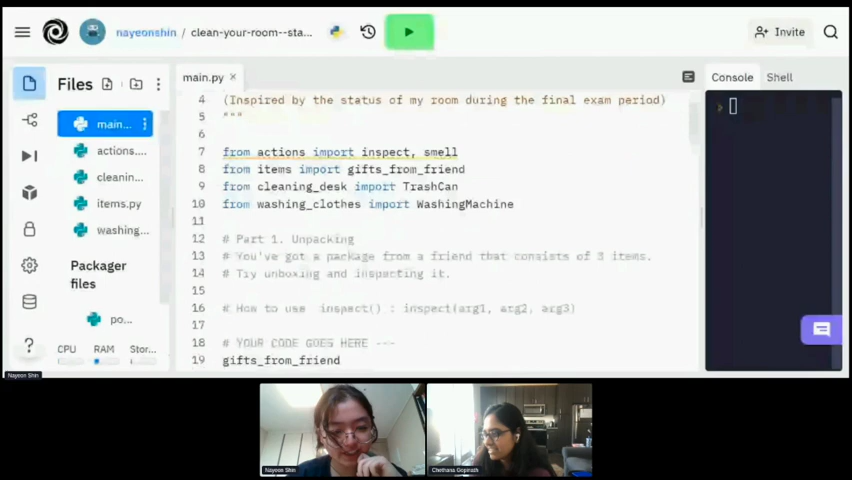 nayeonshin / clean-your-room--sta...
Invite
Files
main.py ×
Console
Shell
main...
actions....
cleanin...
items.py
washing...
Packager
files
po...
CPU RAM Stor...
4 (Inspired by the status of my room during the final exam period)
5 """
6
7 from actions import inspect, smell
8 from items import gifts_from_friend
9 from cleaning_desk import TrashCan
10 from washing_clothes import WashingMachine
11
12 # Part 1. Unpacking
13 # You've got a package from a friend that consists of 3 items.
14 # Try unboxing and inspecting it.
15
16 # How to use  inspect() : inspect(arg1, arg2, arg3)
17
18 # YOUR CODE GOES HERE ---
19 gifts_from_friend
Nayeon Shin
Nayeon Shin
Chethana Gopinath